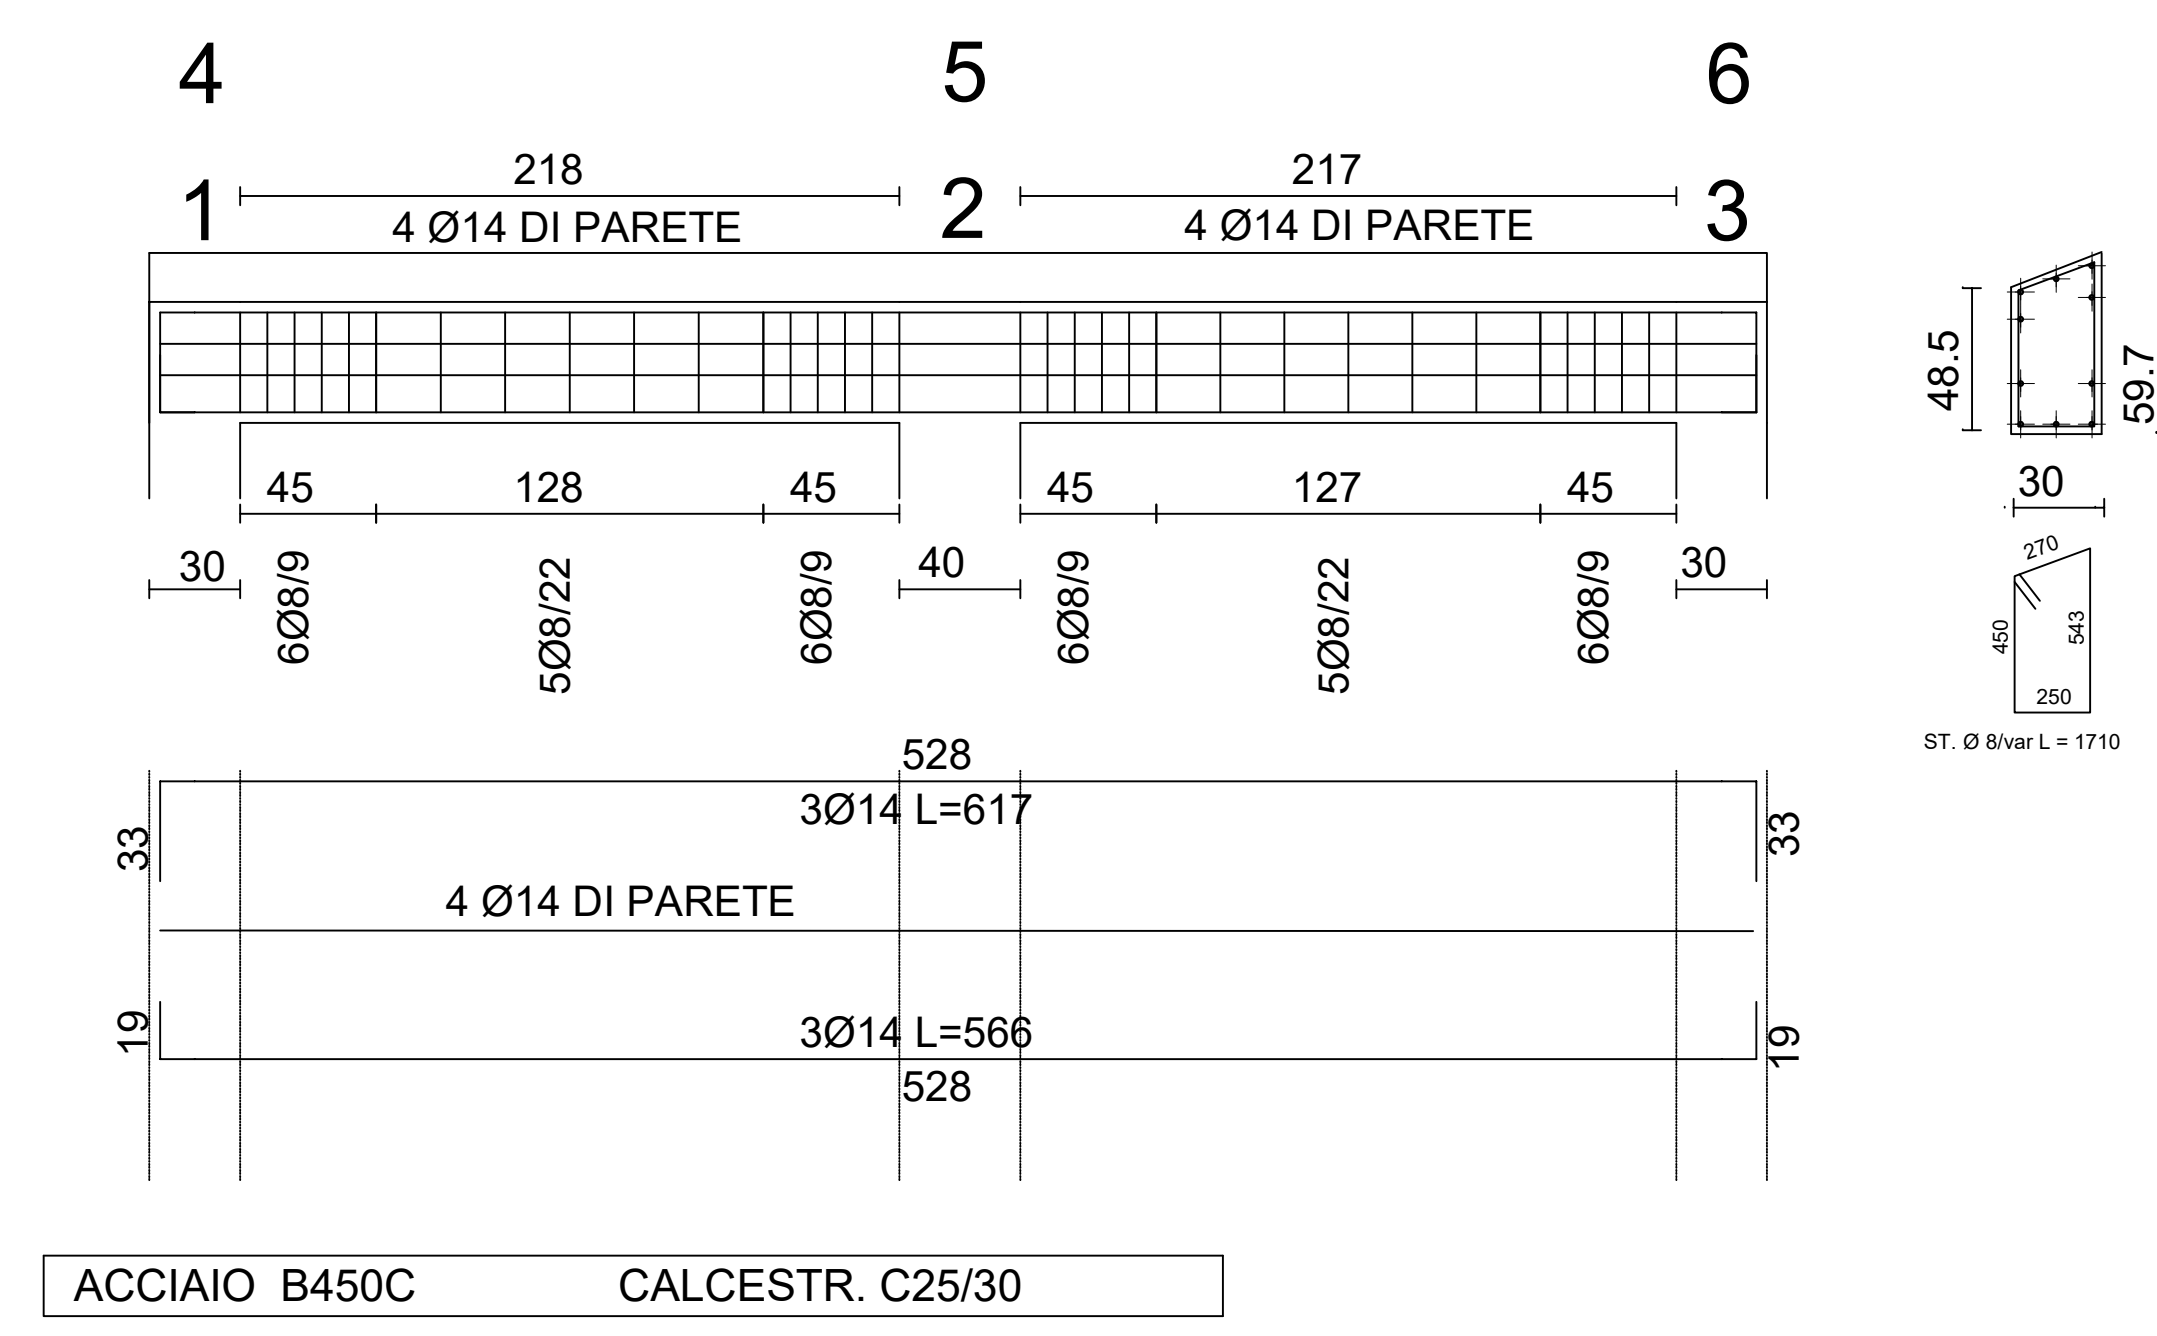 4 5 6
218 217
1 2 3
4 Ø14 DI PARETE 4 Ø14 DI PARETE
48.5
59.7
45 128 45 45 127 45
30
30 40 30
6Ø8/9 5Ø8/22 6Ø8/9 6Ø8/9 5Ø8/22 6Ø8/9
270
450
543
250
ST. Ø 8/var L = 1710
528
3Ø14 L=617
33 33
4 Ø14 DI PARETE
19 19
3Ø14 L=566
528
ACCIAIO B450C CALCESTR. C25/30